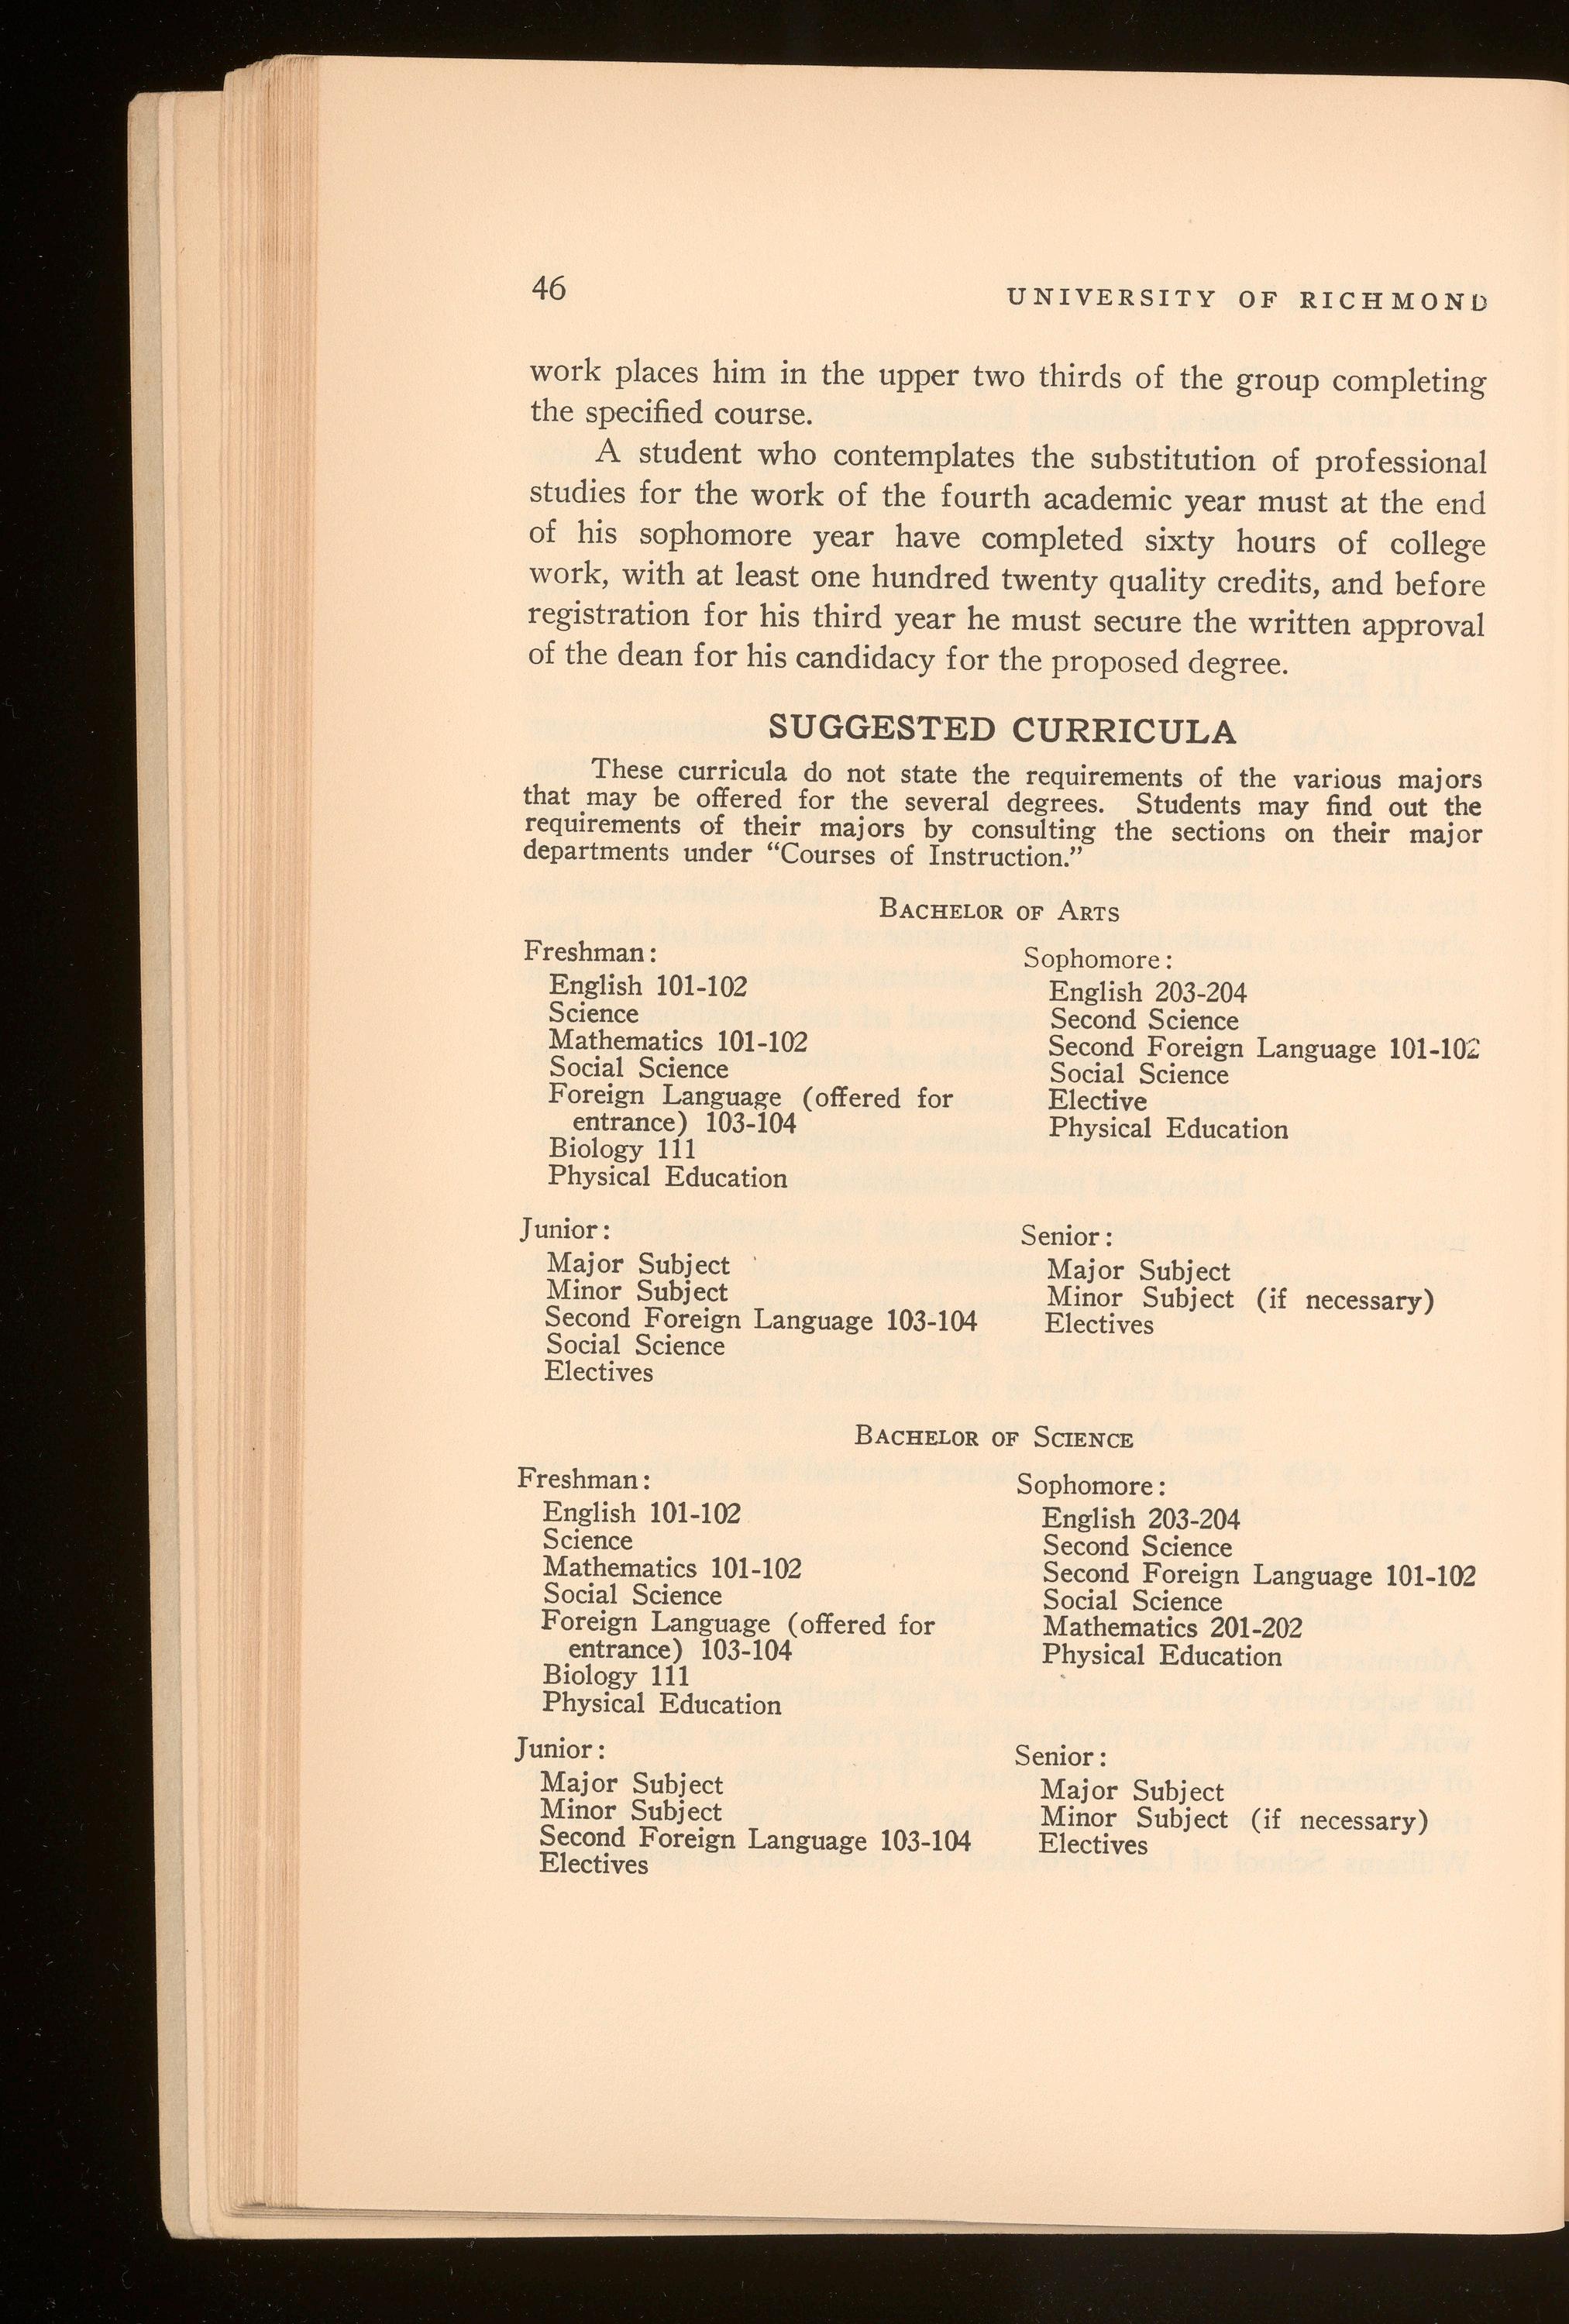 46
UNIVERSITY OF RICHMOND
work places him in the upper two thirds of the group completing
the specified course.
A student who contemplates the substitution of professional
studies for the work of the fourth academic year must at the end
of his sophomore year have completed sixty hours of college
work, with at least one hundred twenty quality credits, and before
registration for his third year he must secure the written approval
of the dean for his candidacy for the proposed degree.
SUGGESTED CURRICULA
These curricula do not state the requirements of the various majors
that may be offered for the several degrees. Students may find out the
requirements of their majors by consulting the sections on their major
departments under “Courses of Instruction.”
BACHELOR OF ARTS
Freshman:
English 101-102
Science
Mathematics 101-102
Social Science
Foreign Language (offered for
entrance) 103-104
Biology 111
Physical Education
Sophomore:
English 203-204
Second Science
Second Foreign Language 101-102
Social Science
Elective
Physical Education
Junior:
Major Subject
Minor Subject
Second Foreign Language 103-104
Social Science
Electives
Senior:
Major Subject
Minor Subject (if necessary)
Electives
BACHELOR OF SCIENCE
Freshman:
English 101-102
Science
Mathematics 101-102
Social Science
Foreign Language (offered for
entrance) 103-104
Biology 111
Physical Education
Sophomore:
English 203-204
Second Science
Second Foreign Language 101-102
Social Science
Mathematics 201-202
Physical Education
Junior:
Major Subject
Minor Subject
Second Foreign Language 103-104
Electives
Senior:
Major Subject
Minor Subject (if necessary)
Electives